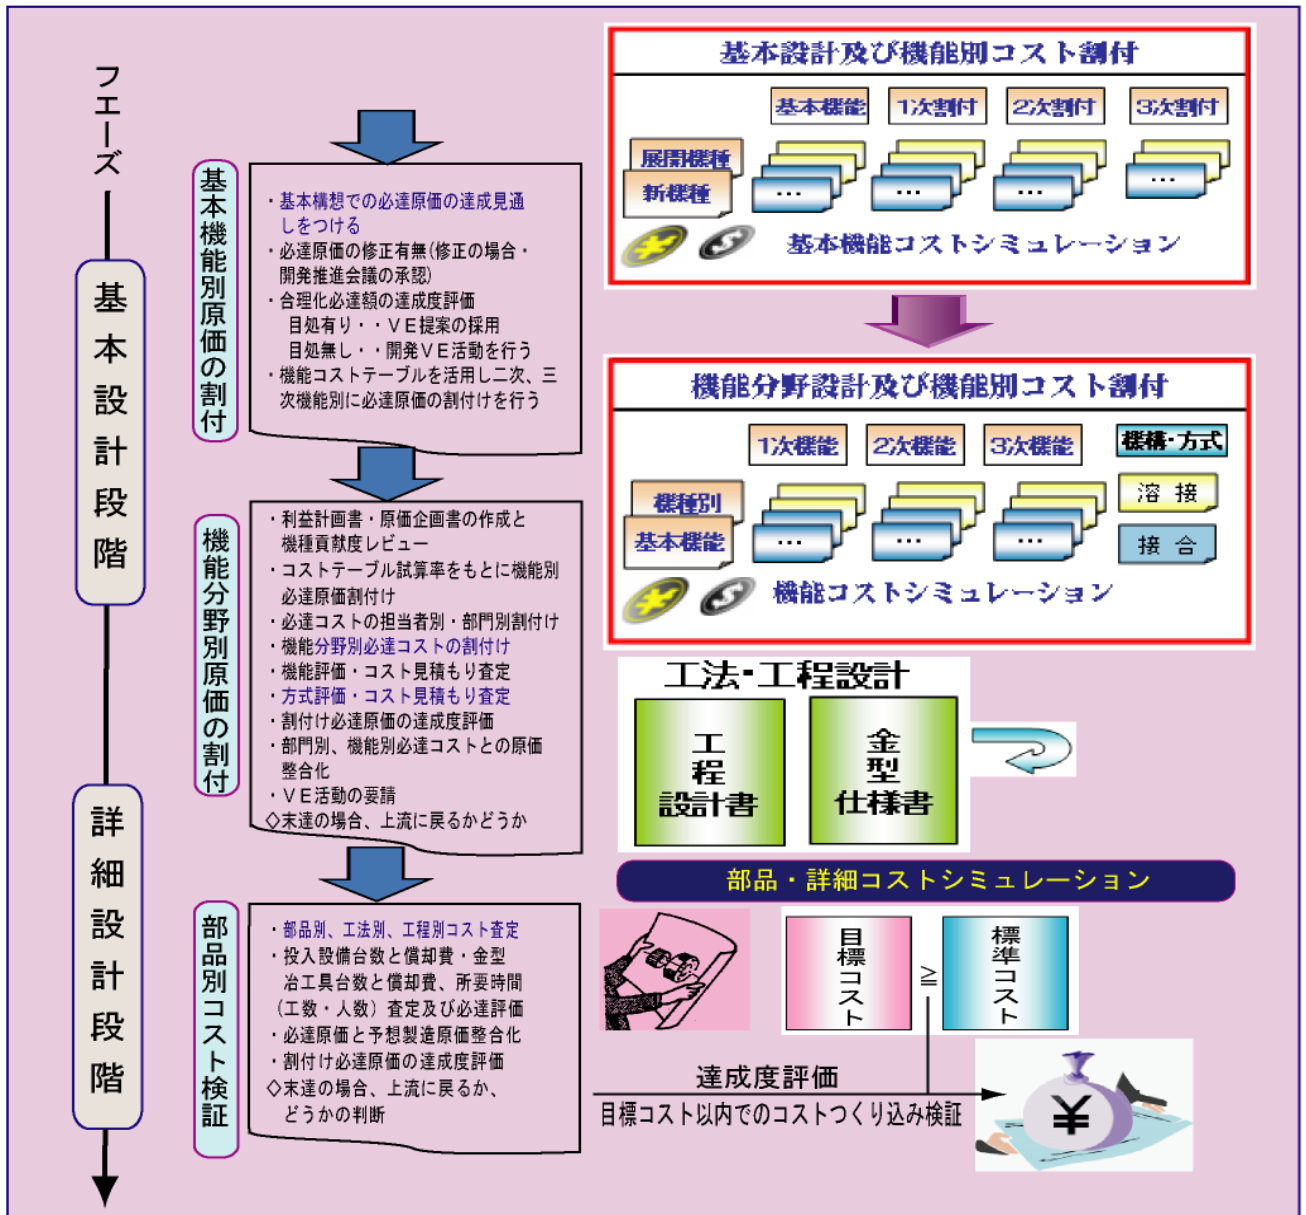 フエーズ
基本設計段階
詳細設計段階
基本機能別原価の割付
・基本構想での必達原価の達成見通
しをつける
・必達原価の修正有無(修正の場合・
開発推進会議の承認)
・合理化必達額の達成度評価
目処有り・・ＶＥ提案の採用
目処無し・・開発ＶＥ活動を行う
・機能コストテーブルを活用し二次、三
次機能別に必達原価の割付けを行う
機能分野別原価の割付
・利益計画書・原価企画書の作成と
機種貢献度レビュー
・コストテーブル試算率をもとに機能別
必達原価割付け
・必達コストの担当者別・部門別割付け
・機能分野別必達コストの割付け
・機能評価・コスト見積もり査定
・方式評価・コスト見積もり査定
・割付け必達原価の達成度評価
・部門別、機能別必達コストとの原価
整合化
・ＶＥ活動の要請
◇末達の場合、上流に戻るかどうか
部品別コスト検証
・部品別、工法別、工程別コスト査定
・投入設備台数と償却費・金型
冶工具台数と償却費、所要時間
(工数・人数）査定及び必達評価
・必達原価と予想製造原価整合化
・割付け必達原価の達成度評価
◇末達の場合、上流に戻るか、
どうかの判断
基本設計及び機能別コスト割付
基本機能 1次割付 2次割付 3次割付
展開機種
新機種
… … … …
基本機能コストシミュレーション
機能分野設計及び機能別コスト割付
1次機能 2次機能 3次機能 機構・方式
機種別
基本機能
… … …
溶接
接合
機能コストシミュレーション
工法・工程設計
工程設計書
金型仕様書
部品・詳細コストシミュレーション
目標コスト
≧
標準コスト
達成度評価
目標コスト以内でのコストつくり込み検証
￥